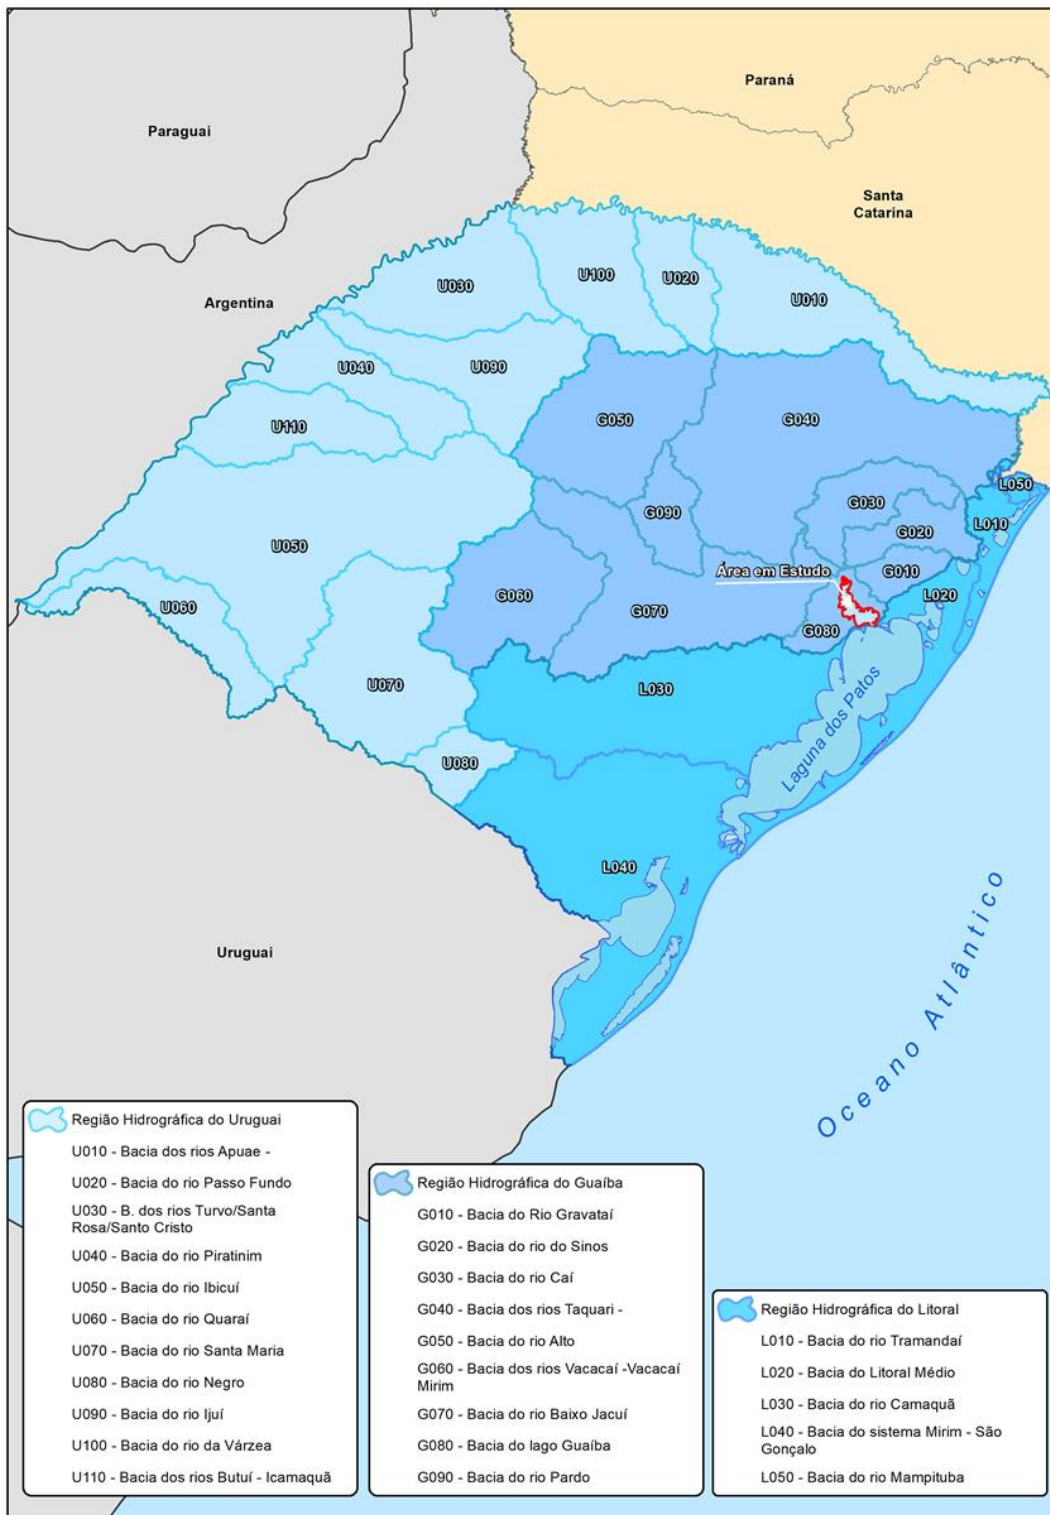 Paraná
Paraguai
Santa
Catarina
Argentina
U030
U100
U020
U010
U040
U090
U110
G050
G040
L050
G030
G090
L010
G020
U050
Área em Estudo
G010
G060
L020
U060
G070
G080
U070
L030
Laguna dos Patos
U080
L040
Oceano Atlântico
Uruguai
Região Hidrográfica do Uruguai
U010 - Bacia dos rios Apuae -
U020 - Bacia do rio Passo Fundo
U030 - B. dos rios Turvo/Santa
Rosa/Santo Cristo
U040 - Bacia do rio Piratinim
U050 - Bacia do rio Ibicuí
U060 - Bacia do rio Quaraí
U070 - Bacia do rio Santa Maria
U080 - Bacia do rio Negro
U090 - Bacia do rio Ijuí
U100 - Bacia do rio da Várzea
U110 - Bacia dos rios Butuí - Icamaquã
Região Hidrográfica do Guaíba
G010 - Bacia do Rio Gravataí
G020 - Bacia do rio do Sinos
G030 - Bacia do rio Caí
G040 - Bacia dos rios Taquari -
G050 - Bacia do rio Alto
G060 - Bacia dos rios Vacacaí -Vacacaí
Mirim
G070 - Bacia do rio Baixo Jacuí
G080 - Bacia do lago Guaíba
G090 - Bacia do rio Pardo
Região Hidrográfica do Litoral
L010 - Bacia do rio Tramandaí
L020 - Bacia do Litoral Médio
L030 - Bacia do rio Camaquã
L040 - Bacia do sistema Mirim - São
Gonçalo
L050 - Bacia do rio Mampituba